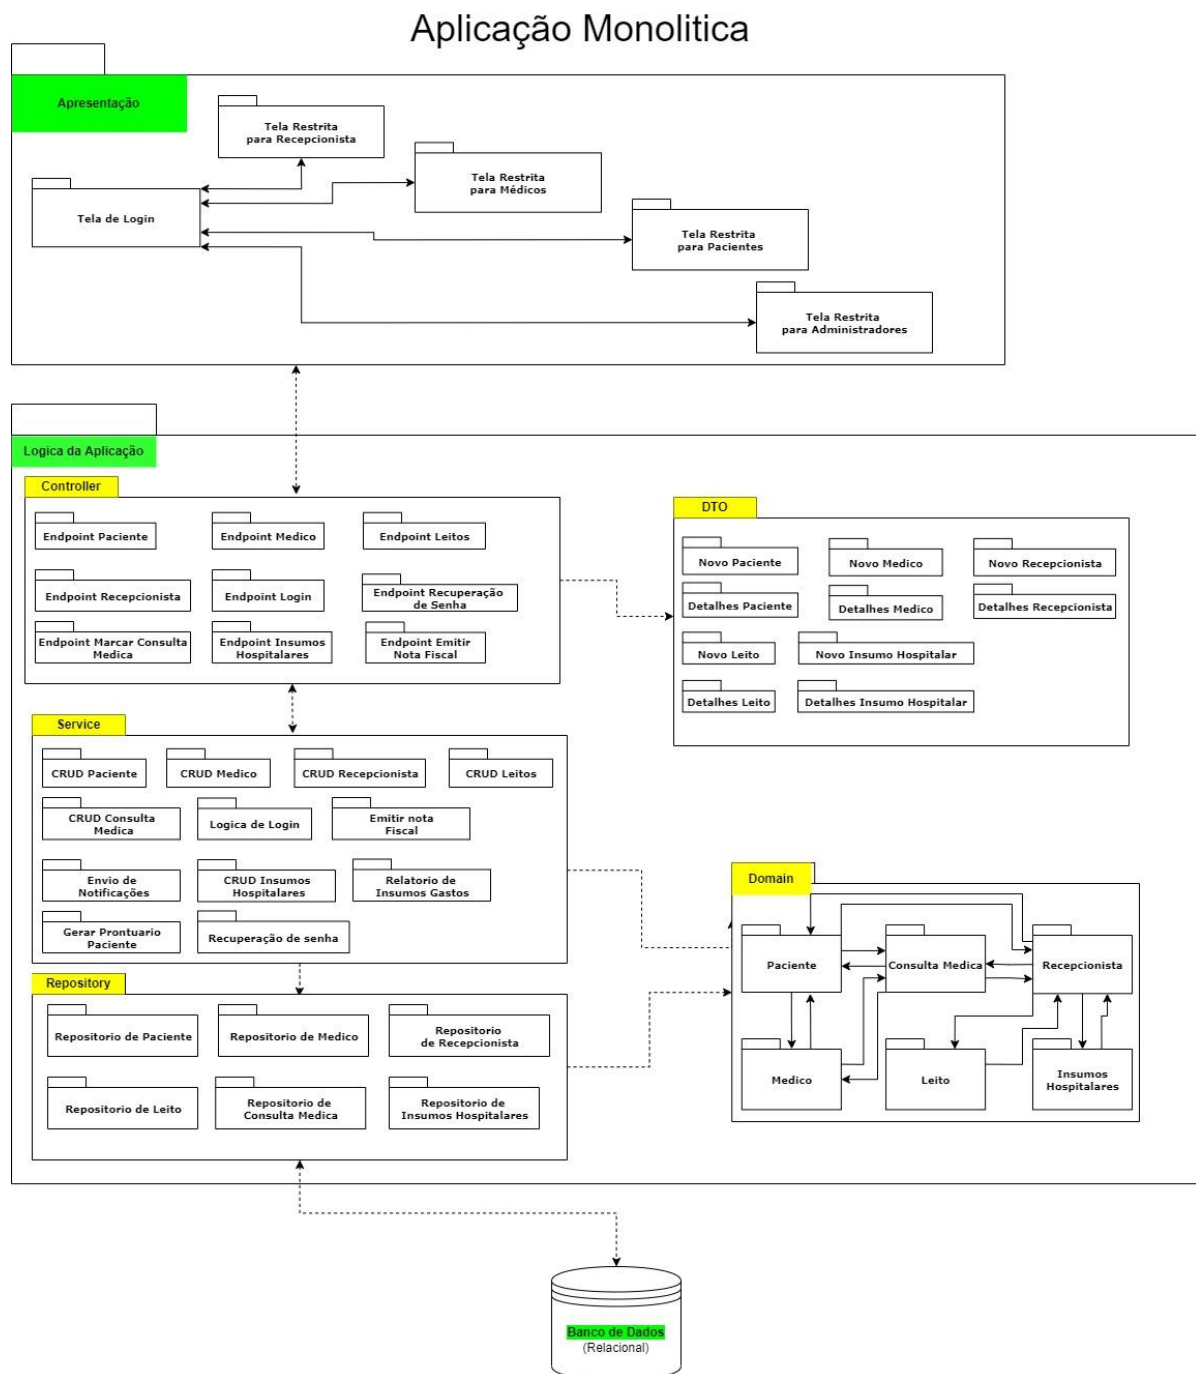 Aplicação Monolitica
Apresentação
Tela Restrita
para Recepcionista
Tela Restrita
para Médicos
Tela de Login
Tela Restrita
para Pacientes
Tela Restrita
para Administradores
Logica da Aplicação
Controller
Endpoint Paciente
Endpoint Medico
Endpoint Leitos
Endpoint Recepcionista
Endpoint Login
Endpoint Recuperação
de Senha
Endpoint Marcar Consulta
Medica
Endpoint Insumos
Hospitalares
Endpoint Emitir
Nota Fiscal
DTO
Novo Paciente
Novo Medico
Novo Recepcionista
Detalhes Paciente
Detalhes Medico
Detalhes Recepcionista
Novo Leito
Novo Insumo Hospitalar
Detalhes Leito
Detalhes Insumo Hospitalar
Service
CRUD Paciente
CRUD Medico
CRUD Recepcionista
CRUD Leitos
CRUD Consulta
Medica
Logica de Login
Emitir nota
Fiscal
Envio de
Notificações
CRUD Insumos
Hospitalares
Relatorio de
Insumos Gastos
Gerar Prontuario
Paciente
Recuperação de senha
Domain
Paciente
Consulta Medica
Recepcionista
Medico
Leito
Insumos
Hospitalares
Repository
Repositorio de Paciente
Repositorio de Medico
Repositorio
de Recepcionista
Repositorio de Leito
Repositorio de
Consulta Medica
Repositorio de
Insumos Hospitalares
Banco de Dados
(Relacional)